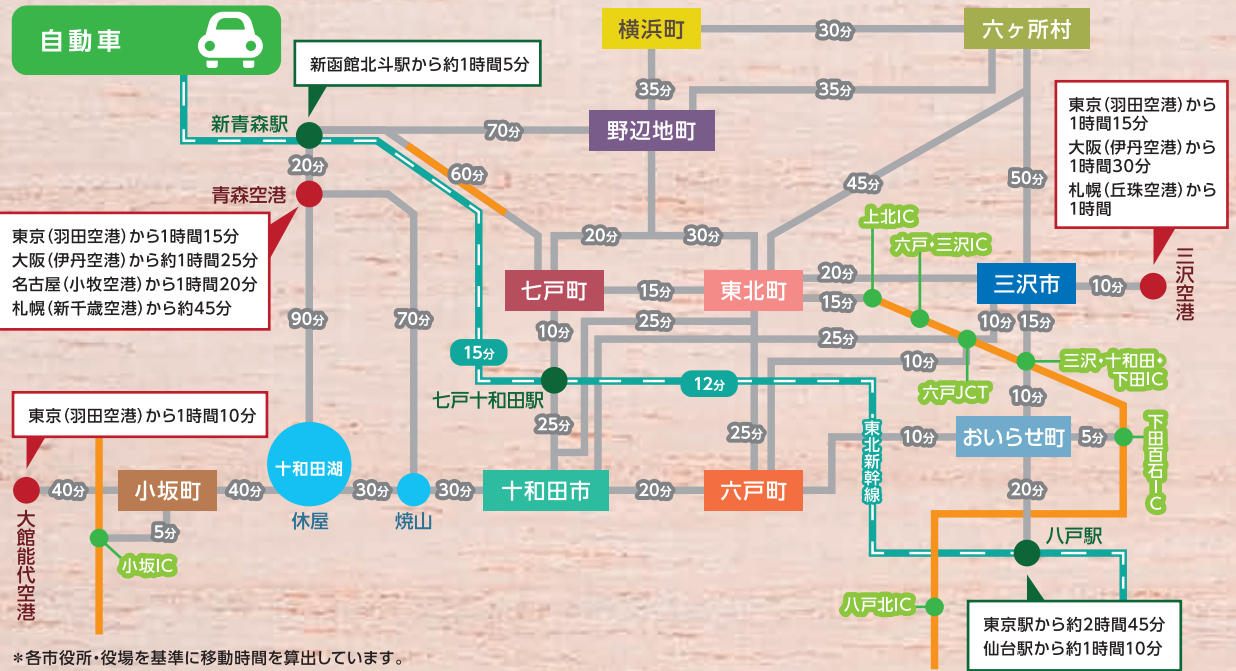 自動車
新函館北斗駅から約1時間5分
新青森駅
20分
青森空港
東京（羽田空港）から1時間15分
大阪（伊丹空港）から約1時間25分
名古屋（小牧空港）から1時間20分
札幌（新千歳空港）から約45分
横浜町
30分
六ヶ所村
35分
35分
70分
野辺地町
60分
45分
50分
東京（羽田空港）から
1時間15分
大阪（伊丹空港）から
1時間30分
札幌（丘珠空港）から
1時間
20分
30分
上北IC
六戸・三沢IC
七戸町
15分
東北町
20分
15分
三沢市
10分
三沢空港
90分
70分
10分
25分
25分
10分
15分
15分
10分
三沢・十和田・
下田IC
六戸JCT
七戸十和田駅
12分
東京（羽田空港）から1時間10分
25分
25分
東北新幹線
10分
10分
おいらせ町
5分
下田百石IC
大館能代空港
40分
小坂町
40分
十和田湖
休屋
30分
焼山
30分
十和田市
20分
六戸町
20分
5分
小坂IC
八戸駅
八戸北IC
東京駅から約2時間45分
仙台駅から約1時間10分
＊各市役所・役場を基準に移動時間を算出しています。